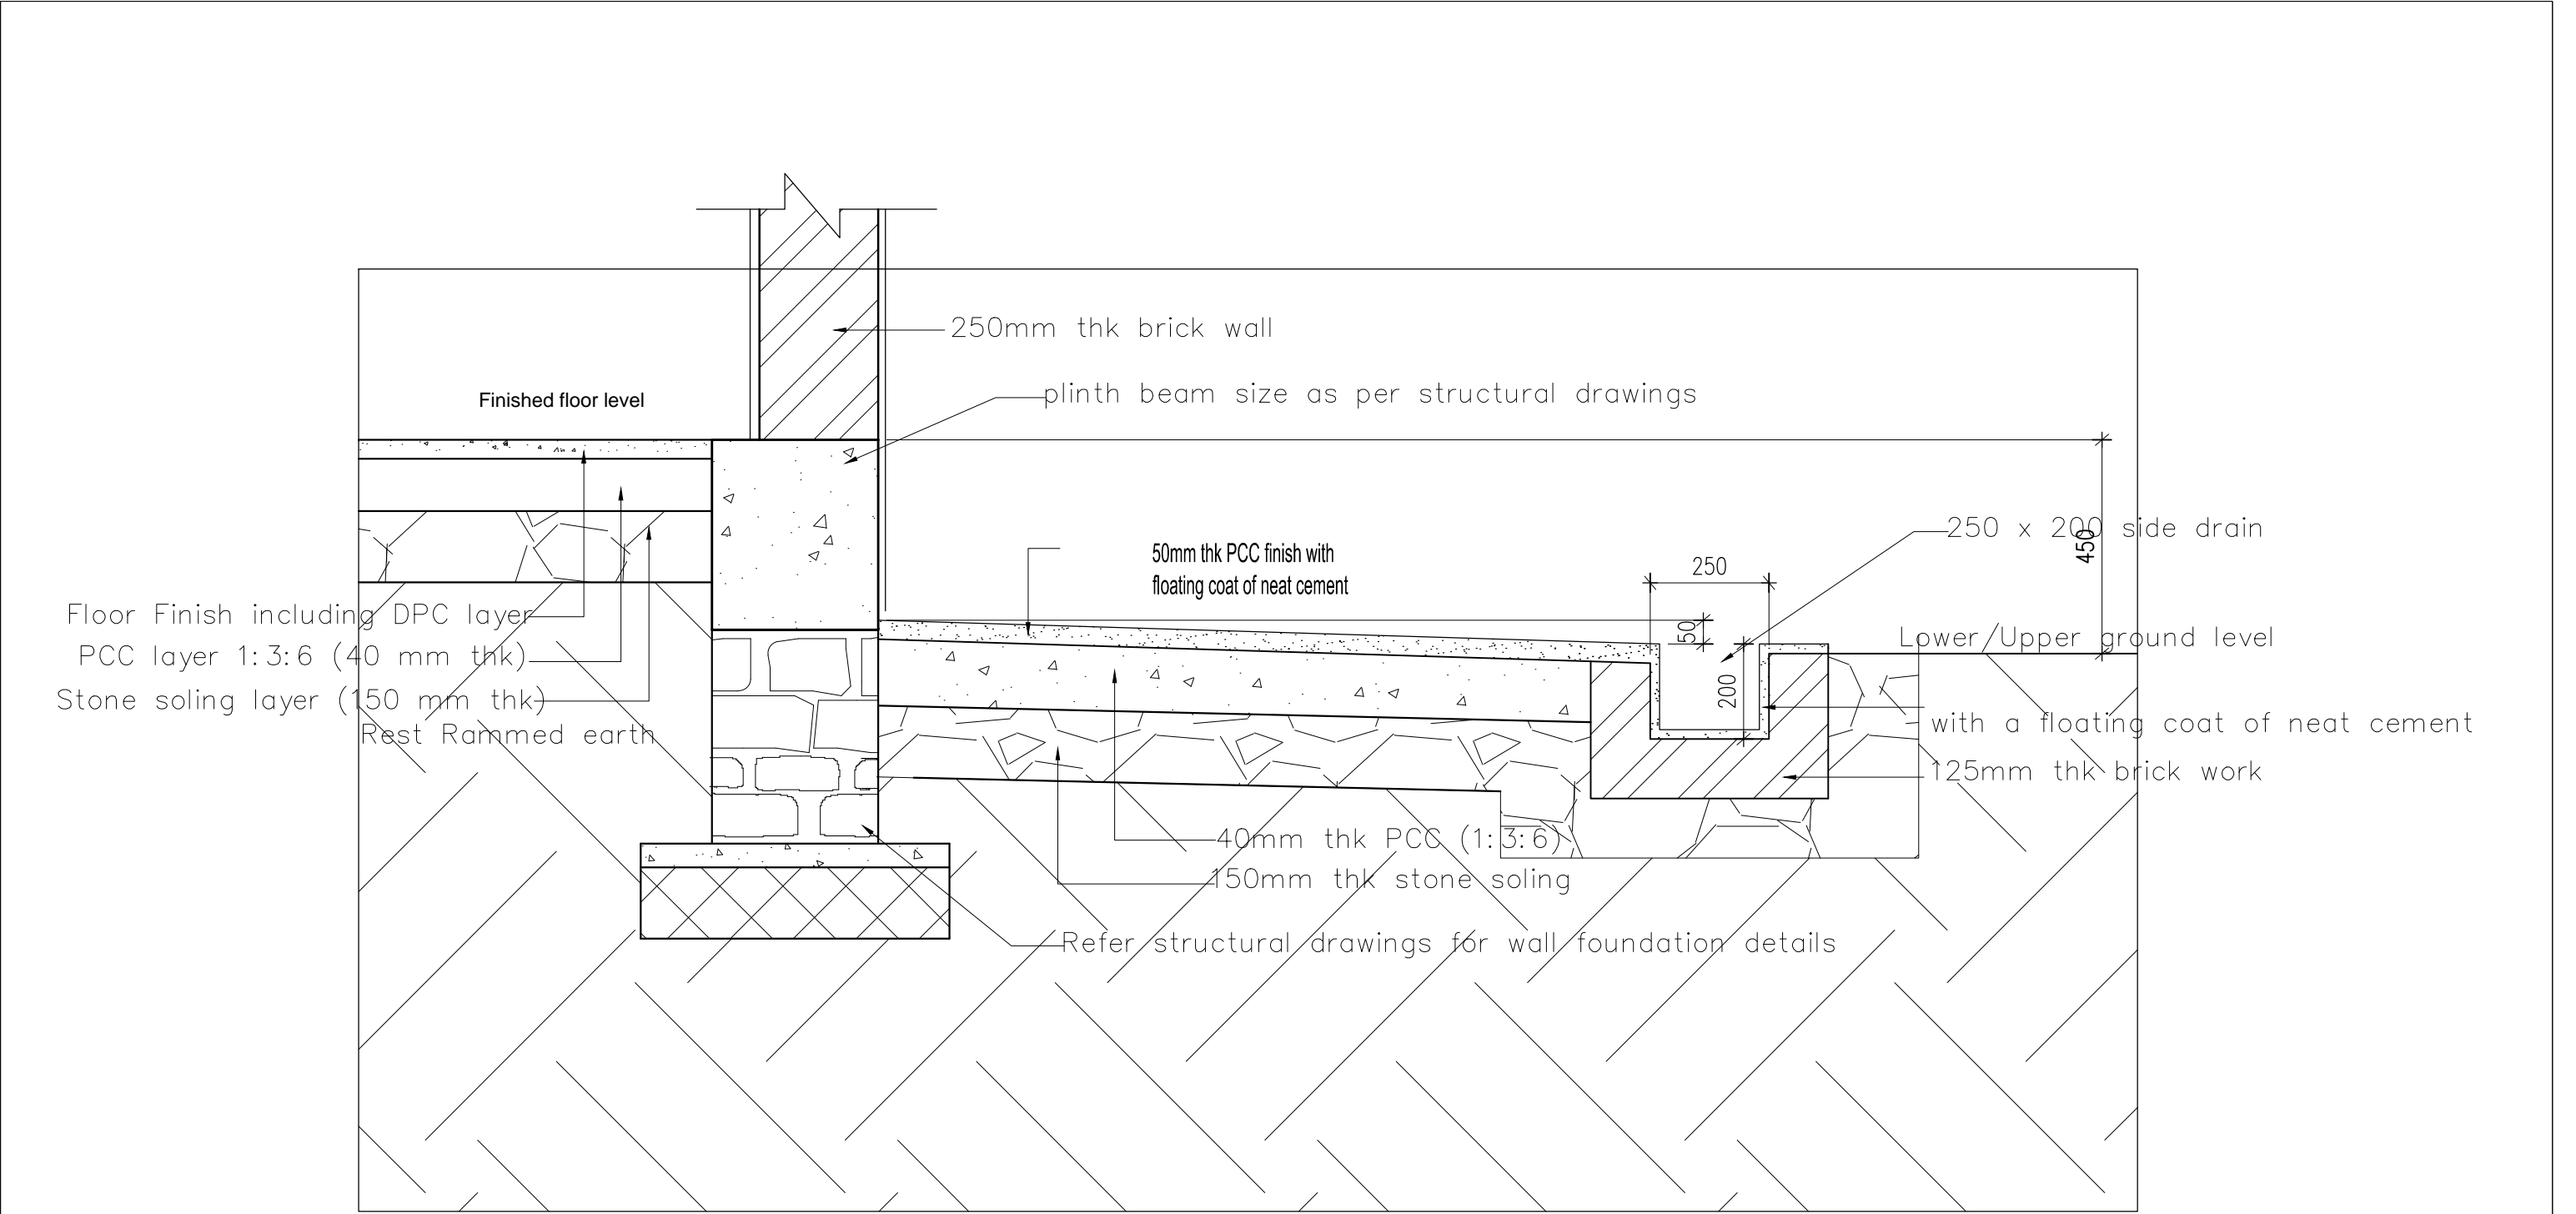 250mm thk brick wall
plinth beam size as per structural drawings
Finished floor level
250 x 200 side drain
450
50mm thk PCC finish with
floating coat of neat cement
250
50
200
Lower/Upper ground level
Floor Finish including DPC layer
PCC layer 1:3:6 (40 mm thk)
Stone soling layer (150 mm thk)
Rest Rammed earth
with a floating coat of neat cement
125mm thk brick work
40mm thk PCC (1:3:6)
150mm thk stone soling
Refer structural drawings for wall foundation details